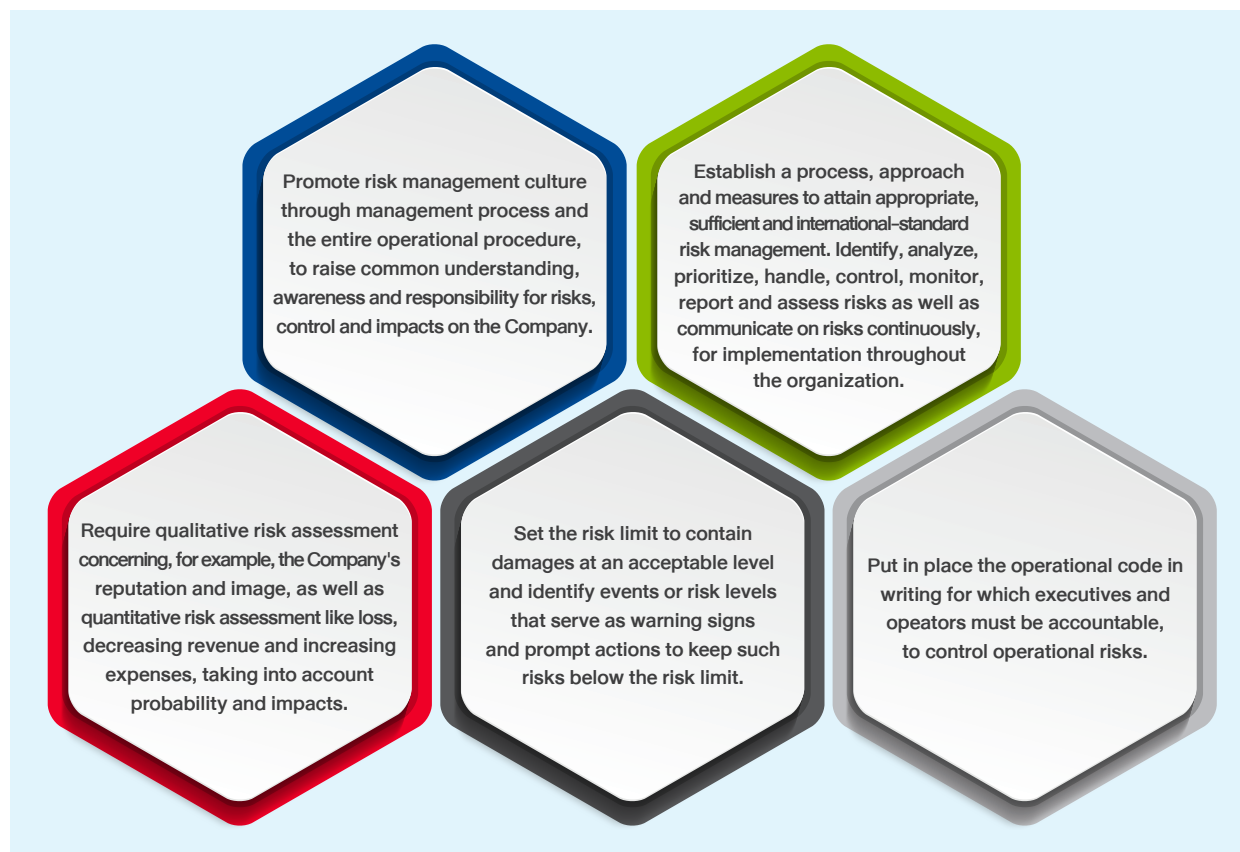 Promote risk management culture
through management process and
the entire operational procedure,
to raise common understanding,
awareness and responsibility for risks,
control and impacts on the Company.
Establish a process, approach
and measures to attain appropriate,
sufficient and international-standard
risk management. Identify, analyze,
prioritize, handle, control, monitor,
report and assess risks as well as
communicate on risks continuously,
for implementation throughout
the organization.
Require qualitative risk assessment
concerning, for example, the Company's
reputation and image, as well as
quantitative risk assessment like loss,
decreasing revenue and increasing
expenses, taking into account
probability and impacts.
Set the risk limit to contain
damages at an acceptable level
and identify events or risk levels
that serve as warning signs
and prompt actions to keep such
risks below the risk limit.
Put in place the operational code in
writing for which executives and
opeators must be accountable,
to control operational risks.